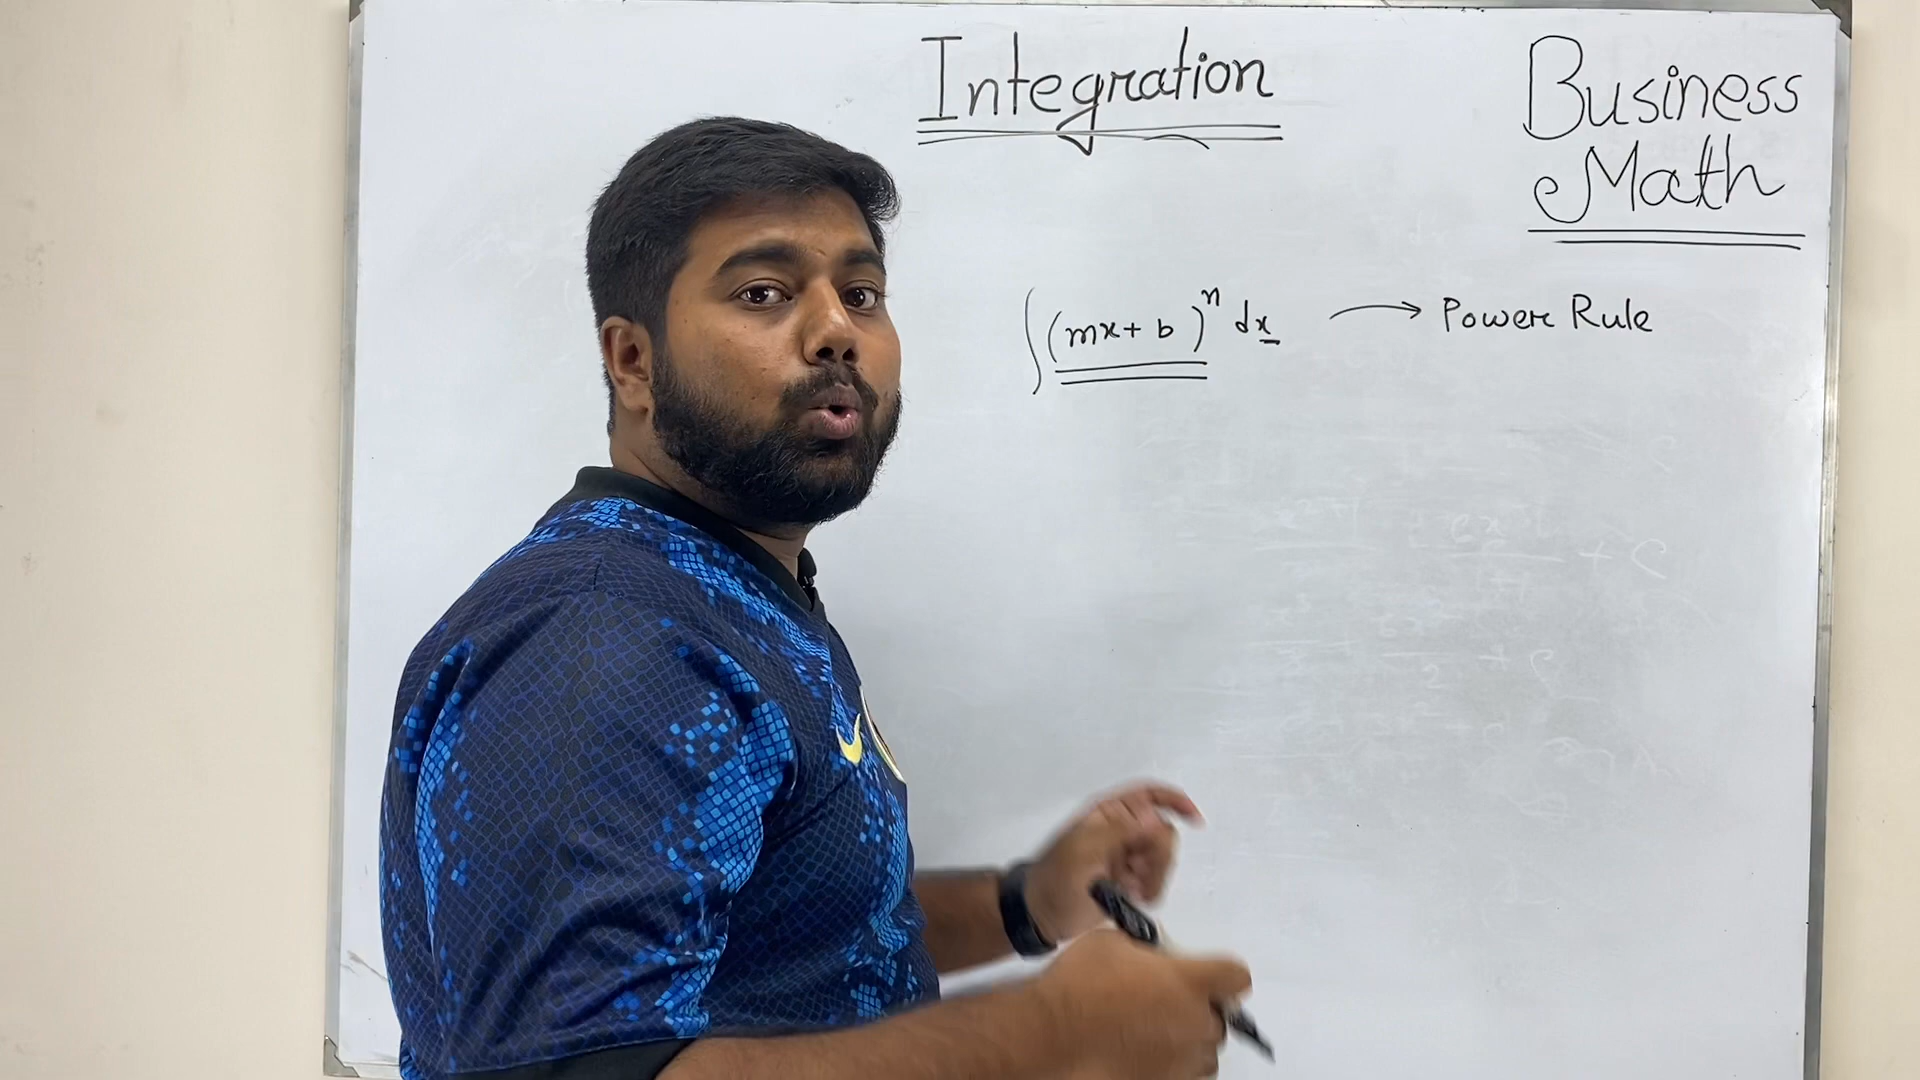 Integration
Business
Math
∫(mx+b)ⁿ dx → Power Rule
+ C